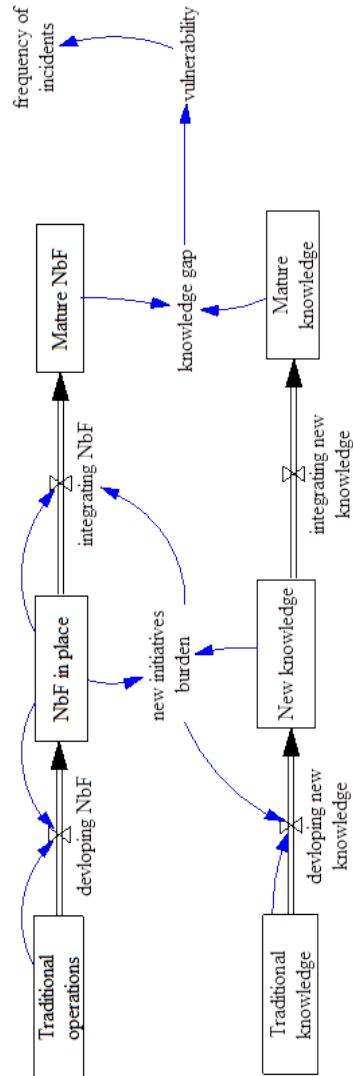 Traditional
operations
devloping NbF
NbF in place
integrating NbF
Mature NbF
frequency of
incidents
new initiatives
burden
knowledge gap
vulnerability
Traditional
knowledge
devloping new
knowledge
New knowledge
integrating new
knowledge
Mature
knowledge